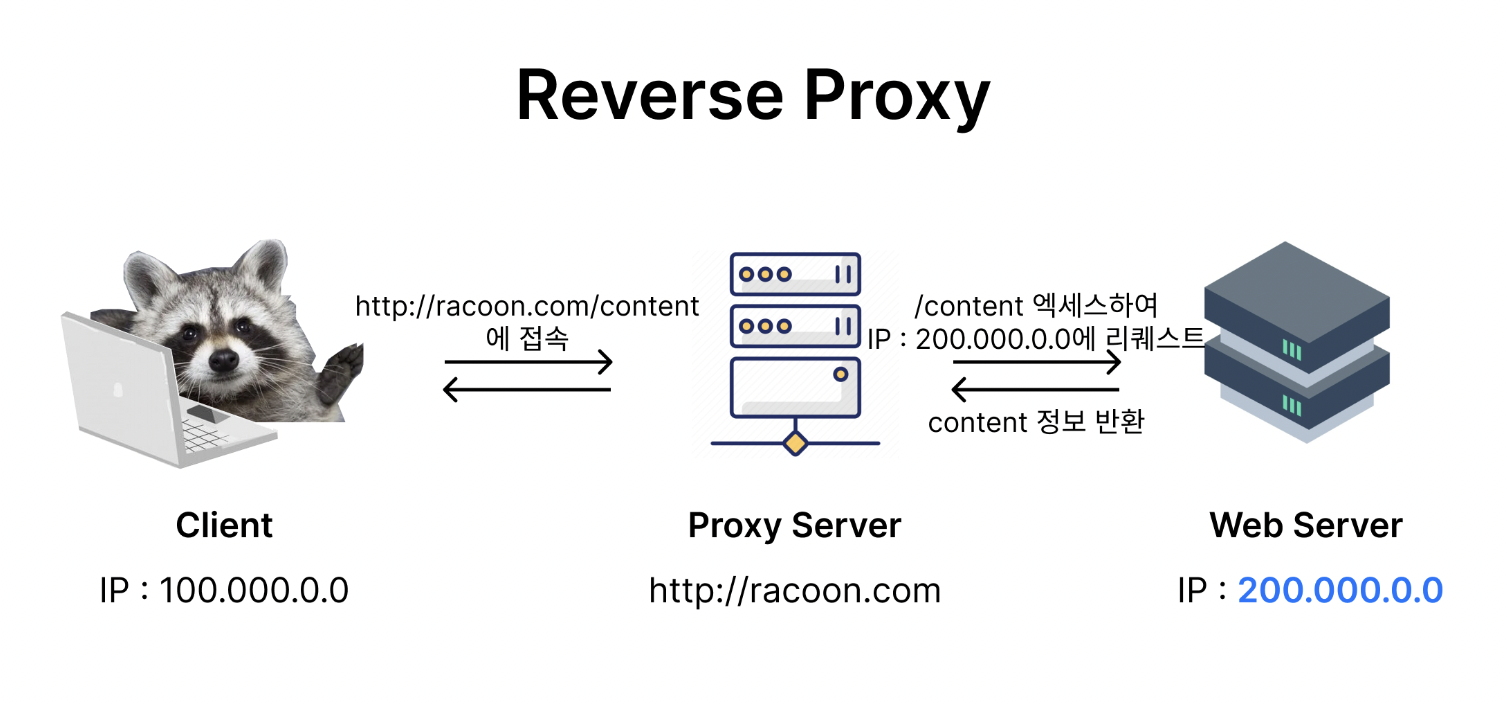 Reverse Proxy
http://racoon.com/content
에 접속
/content 엑세스하여
IP : 200.000.0.0에 리퀘스트
content 정보 반환
Client
Proxy Server
Web Server
IP : 100.000.0.0
http://racoon.com
IP : 200.000.0.0